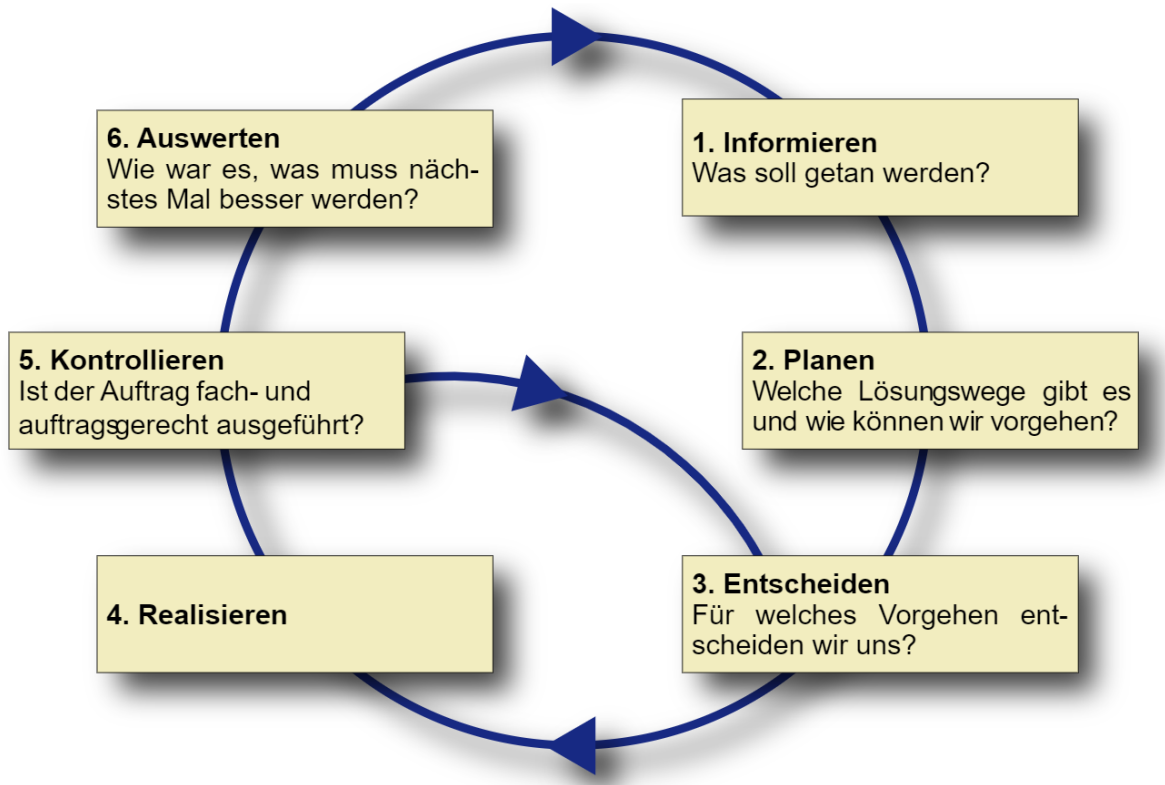 1. Informieren
Was soll getan werden?
2. Planen
Welche Lösungswege gibt es
und wie können wir vorgehen?
3. Entscheiden
Für welches Vorgehen ent-
scheiden wir uns?
4. Realisieren
5. Kontrollieren
Ist der Auftrag fach- und
auftragsgerecht ausgeführt?
6. Auswerten
Wie war es, was muss näch-
stes Mal besser werden?